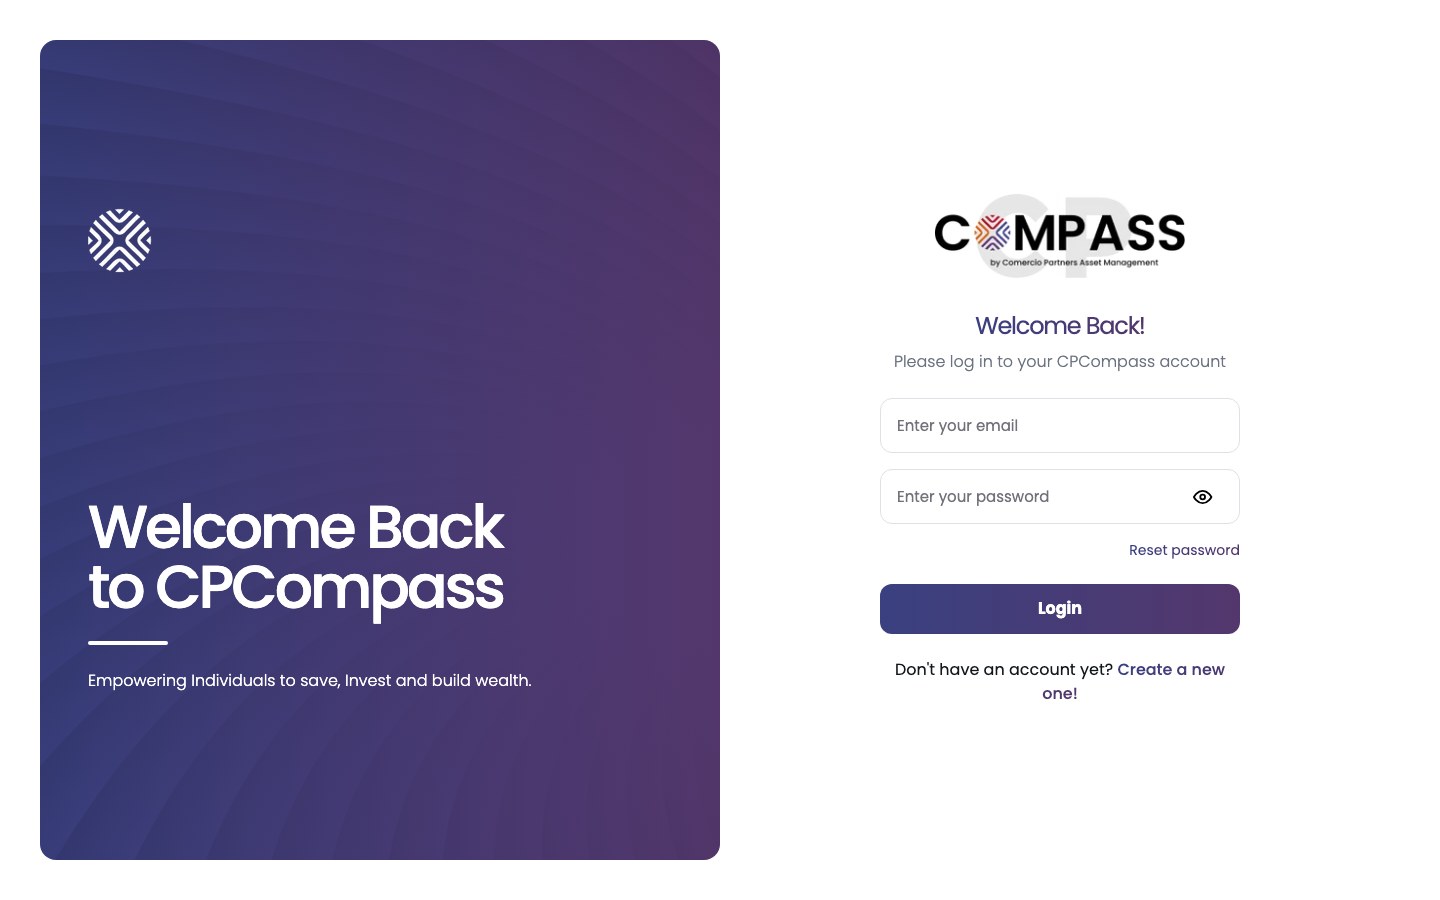 Welcome Back
to CPCompass
Empowering Individuals to save, Invest and build wealth.
CP
COMPASS
by Comercio Partners Asset Management
Welcome Back!
Please log in to your CPCompass account
Enter your email
Enter your password
Reset password
Login
Don't have an account yet? Create a new
one!